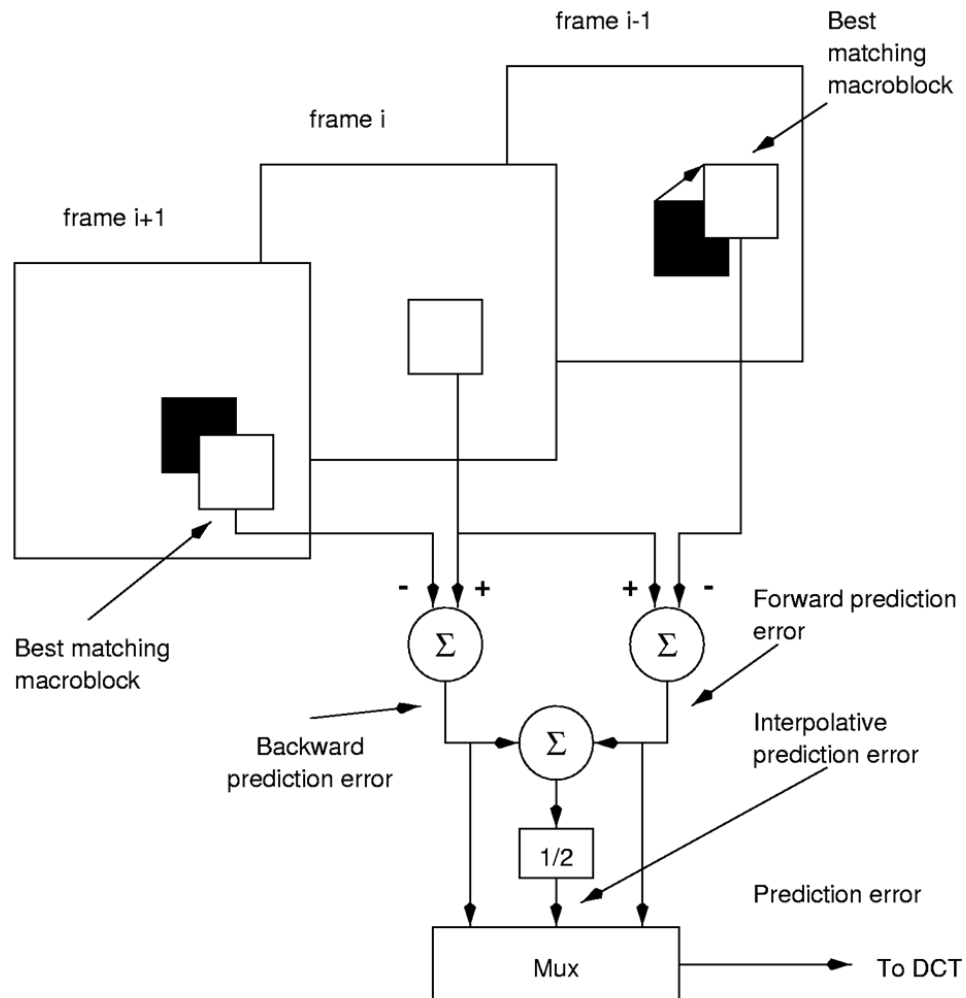 frame i-1
Best
matching
macroblock
frame i
frame i+1
- +
+ -
Σ
Σ
Forward prediction
error
Best matching
macroblock
Σ
Backward
prediction error
Interpolative
prediction error
1/2
Prediction error
Mux
To DCT